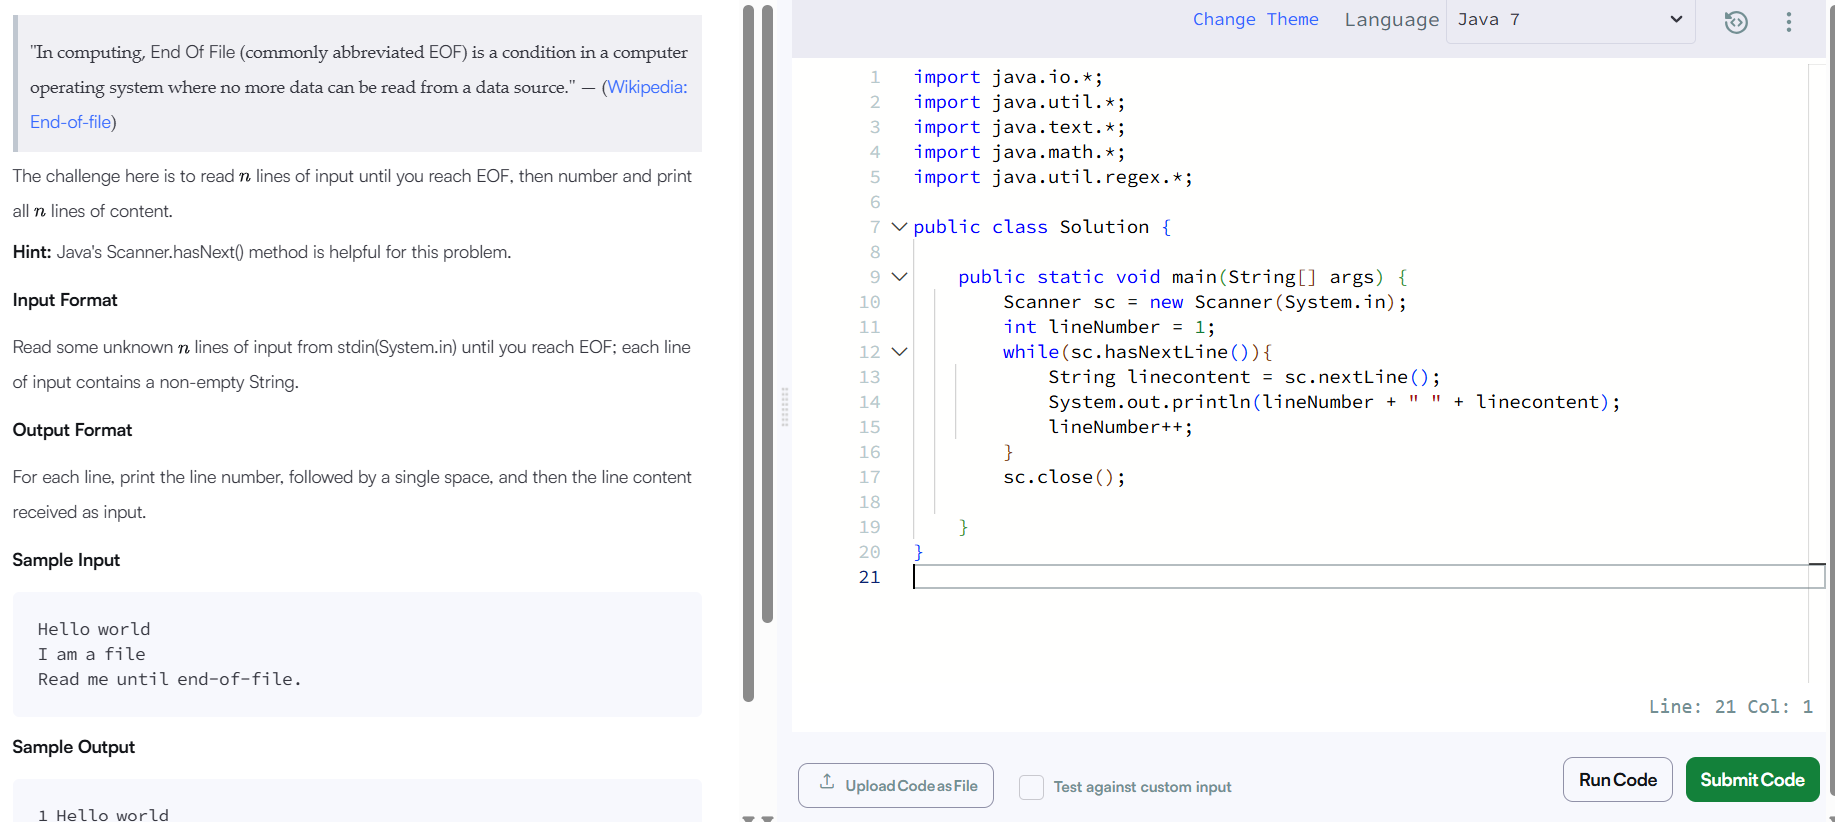 "In computing, End Of File (commonly abbreviated EOF) is a condition in a computer
operating system where no more data can be read from a data source." — (Wikipedia:
End-of-file)
The challenge here is to read n lines of input until you reach EOF, then number and print
all n lines of content.
Hint: Java's Scanner.hasNext() method is helpful for this problem.
Input Format
Read some unknown n lines of input from stdin(System.in) until you reach EOF; each line
of input contains a non-empty String.
Output Format
For each line, print the line number, followed by a single space, and then the line content
received as input.
Sample Input
Hello world
I am a file
Read me until end-of-file.
Sample Output
1 Hello world
Change Theme Language Java 7
1 import java.io.*;
2 import java.util.*;
3 import java.text.*;
4 import java.math.*;
5 import java.util.regex.*;
6
7 public class Solution {
8
9 public static void main(String[] args) {
10 Scanner sc = new Scanner(System.in);
11 int lineNumber = 1;
12 while(sc.hasNextLine()){
13 String linecontent = sc.nextLine();
14 System.out.println(lineNumber + " " + linecontent);
15 lineNumber++;
16 }
17 sc.close();
18
19 }
20 }
21
Line: 21 Col: 1
Upload Code as File Test against custom input Run Code Submit Code